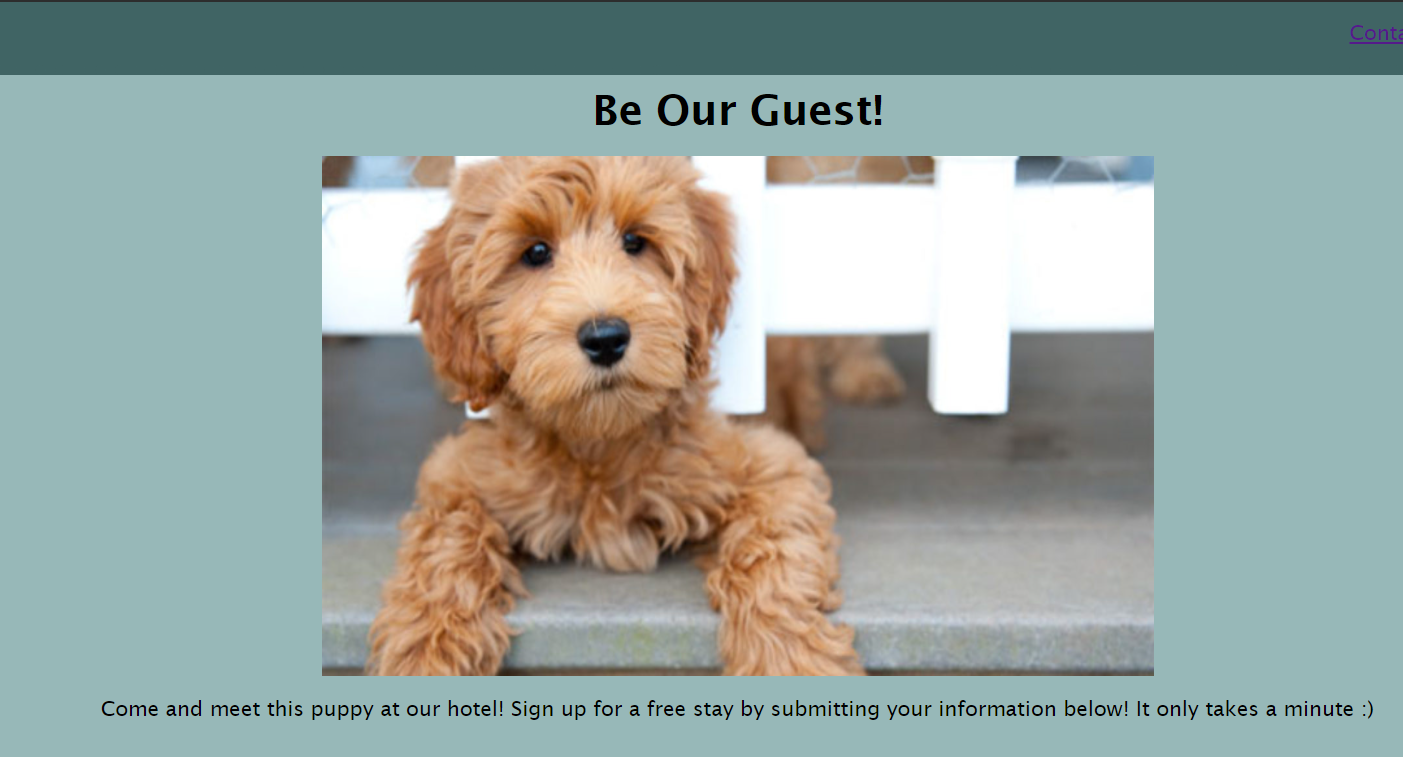 Conta
Be Our Guest!
Come and meet this puppy at our hotel! Sign up for a free stay by submitting your information below! It only takes a minute :)